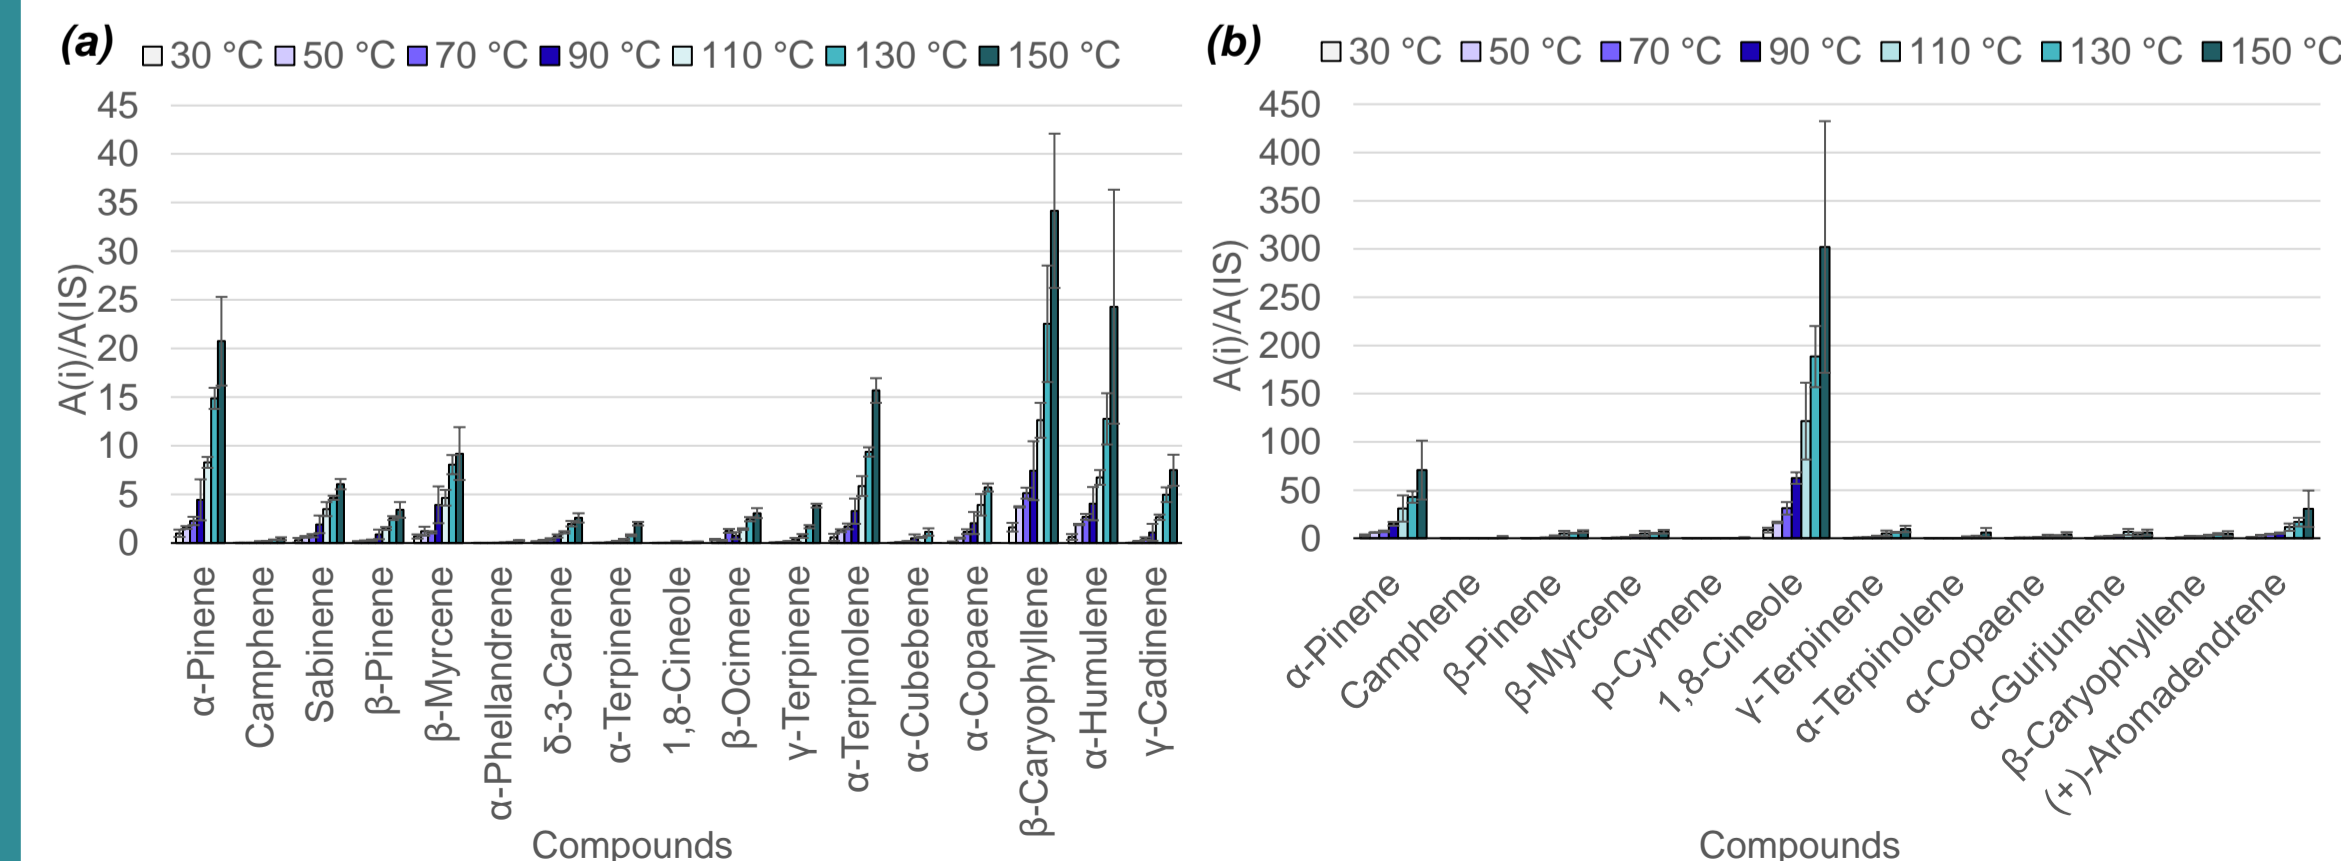 (a) 30 °C 50 °C 70 °C 90 °C 110 °C 130 °C 150 °C
45
40
35
30
25
20
15
10
5
0
A(i)/A(IS)
α-Pinene
Camphene
Sabinene
β-Pinene
β-Myrcene
α-Phellandrene
δ-3-Carene
α-Terpinene
1,8-Cineole
β-Ocimene
γ-Terpinene
α-Terpinolene
α-Cubebene
α-Copaene
β-Caryophyllene
α-Humulene
γ-Cadinene
Compounds
(b) 30 °C 50 °C 70 °C 90 °C 110 °C 130 °C 150 °C
450
400
350
300
250
200
150
100
50
0
A(i)/A(IS)
α-Pinene
Camphene
β-Pinene
β-Myrcene
p-Cymene
1,8-Cineole
γ-Terpinene
α-Terpinolene
α-Copaene
α-Gurjunene
β-Caryophyllene
(+)-Aromadendrene
Compounds